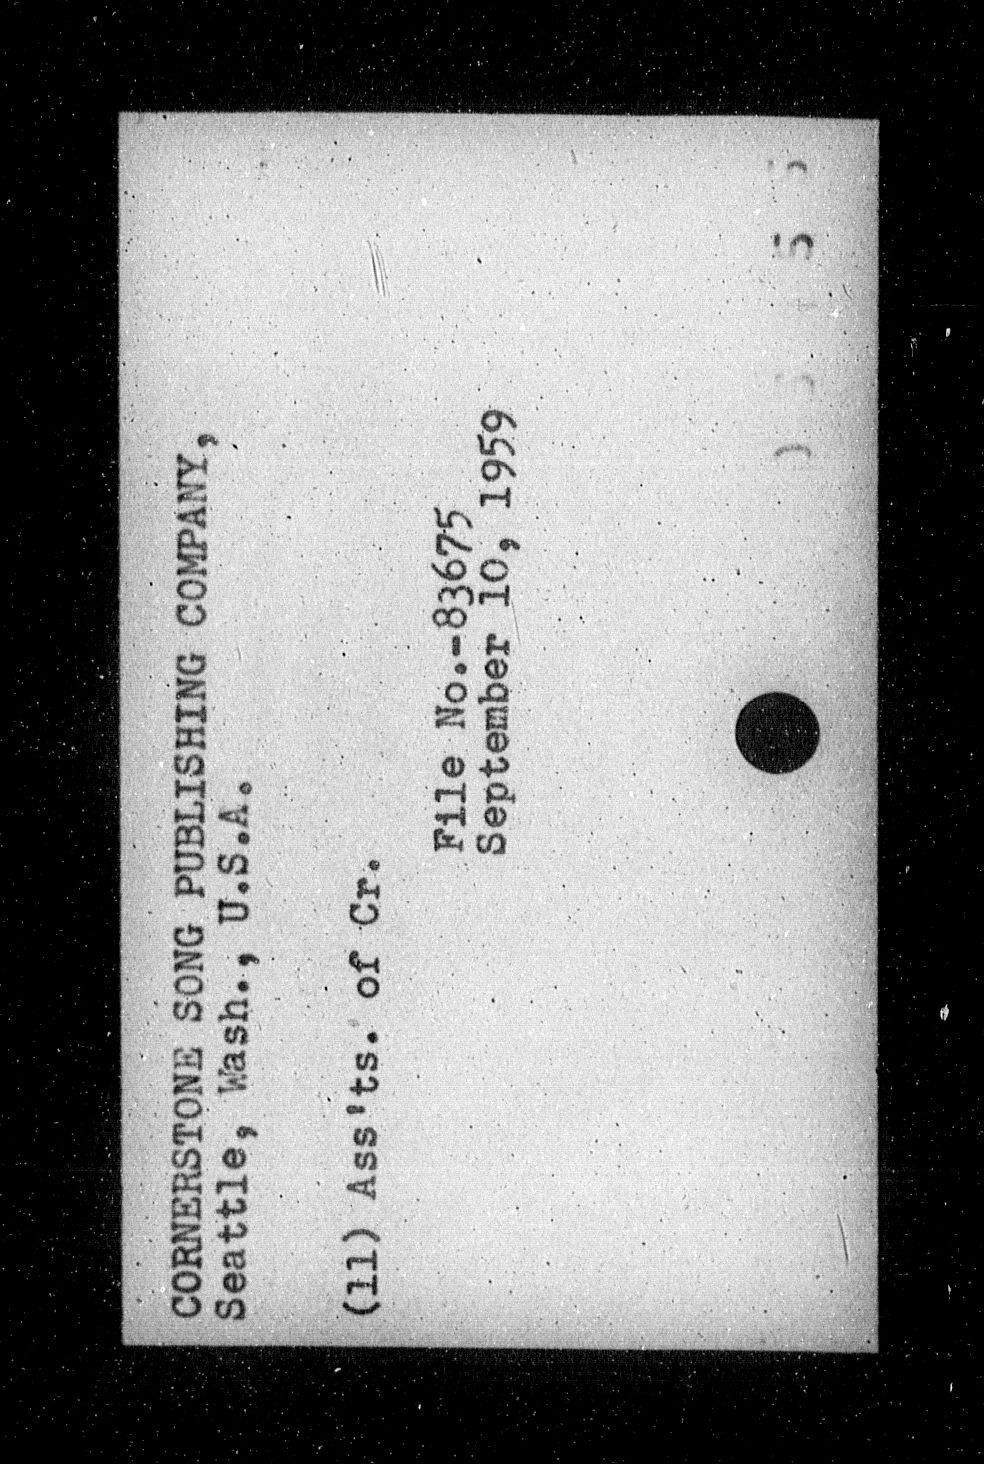 CORNERSTONE SONG PUBLISHING COMPANY,
Seattle, Wash., U.S.A.
(11) Ass'ts. of Cr.
File No.-83675
September 10, 1959